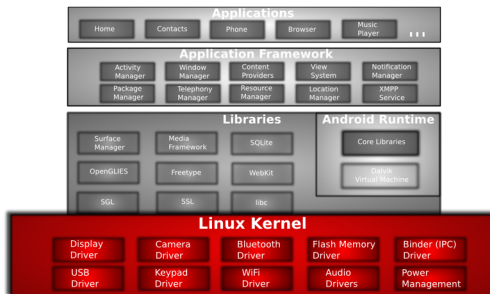 Applications
Home Contacts Phone Browser Music Player ...
Application Framework
Activity Manager Window Manager Content Providers View System Notification Manager
Package Manager Telephony Manager Resource Manager Location Manager XMPP Service
Libraries
Surface Manager Media Framework SQLite
OpenGLIES Freetype WebKit
SGL SSL libc
Android Runtime
Core Libraries
Dalvik Virtual Machine
Linux Kernel
Display Driver Camera Driver Bluetooth Driver Flash Memory Driver Binder (IPC) Driver
USB Driver Keypad Driver WiFi Driver Audio Drivers Power Management